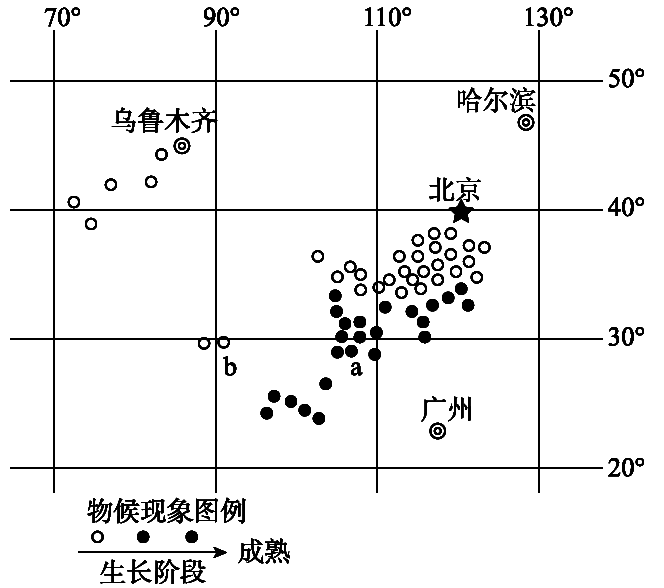 70° 90° 110° 130°
50°
哈尔滨
乌鲁木齐
北京
40°
30°
b a
广州
20°
物候现象图例
成熟
生长阶段